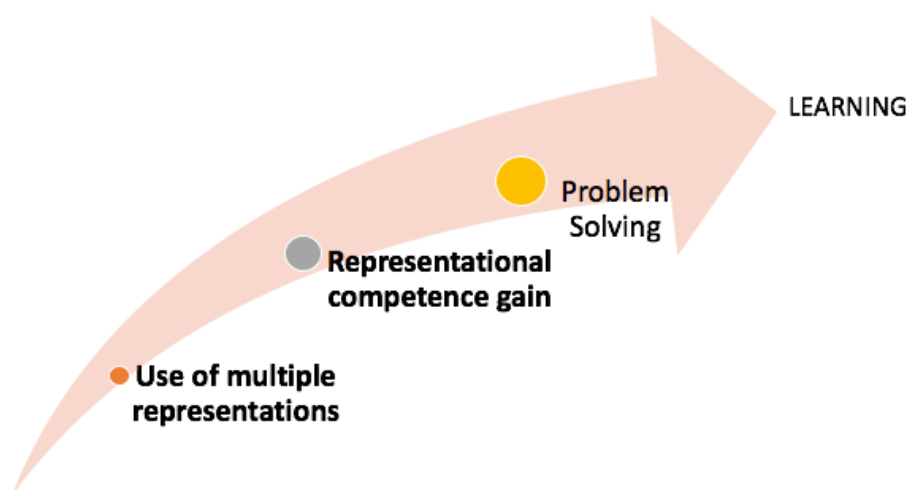 LEARNING
Problem
Solving
Representational
competence gain
Use of multiple
representations